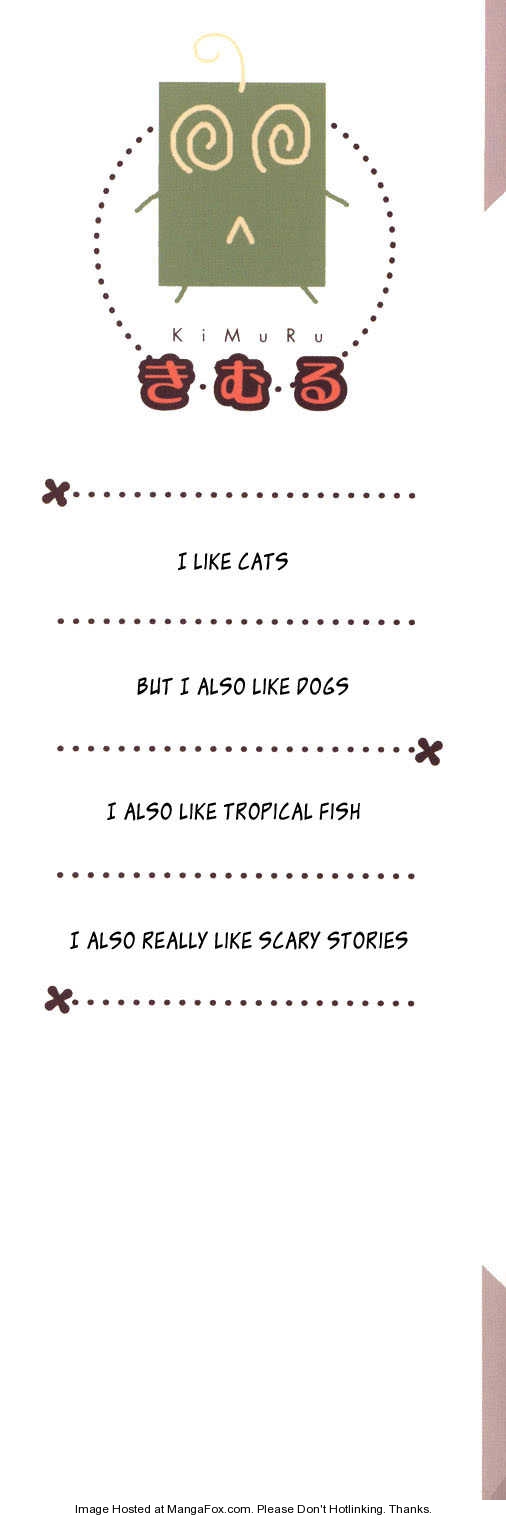 KiMuRu
きむる
I LIKE CATS
BUT I ALSO LIKE DOGS
I ALSO LIKE TROPICAL FISH
I ALSO REALLY LIKE SCARY STORIES
Image Hosted at MangaFox.com. Please Don't Hotlinking. Thanks.